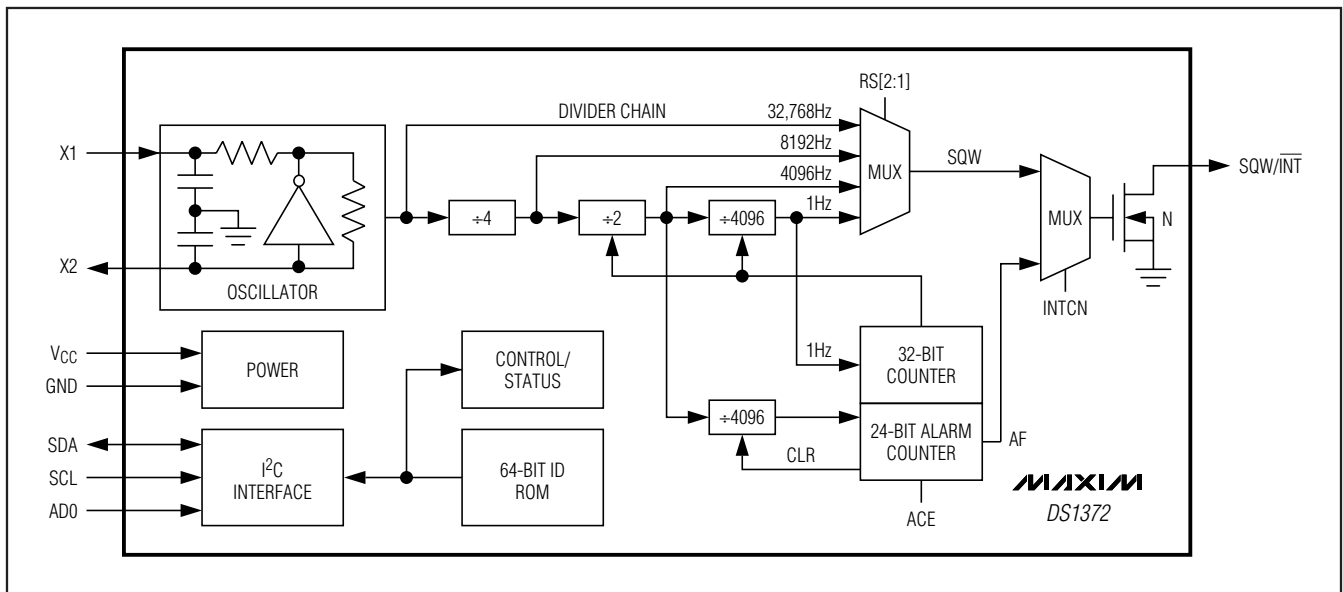 RS[2:1]
DIVIDER CHAIN
32,768Hz
8192Hz
4096Hz
1Hz
MUX
SQW
MUX
SQW/I̅N̅T̅
N
INTCN
X1
X2
OSCILLATOR
÷4
÷2
÷4096
VCC
GND
POWER
CONTROL/
STATUS
1Hz
32-BIT
COUNTER
÷4096
CLR
24-BIT ALARM
COUNTER
AF
ACE
SDA
SCL
AD0
I²C
INTERFACE
64-BIT ID
ROM
MAXIM
DS1372